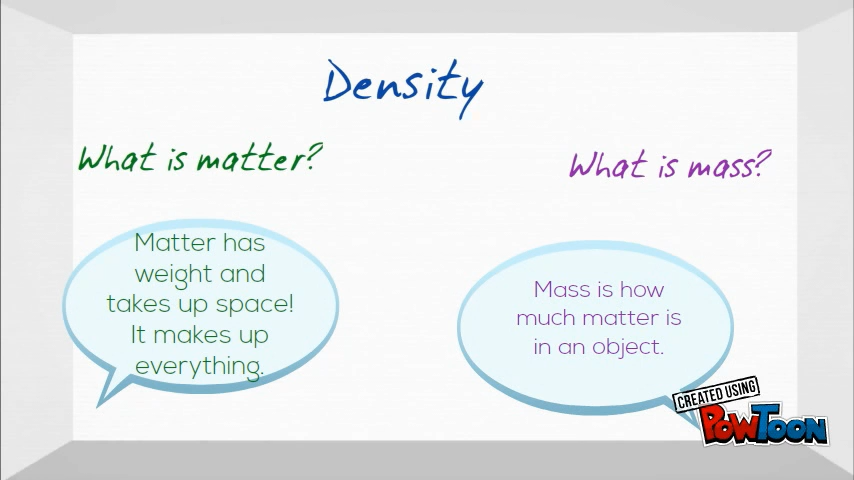 Density
What is matter?
What is mass?
Matter has
weight and
takes up space!
It makes up
everything.
Mass is how
much matter is
in an object.
CREATED USING
POWTOON